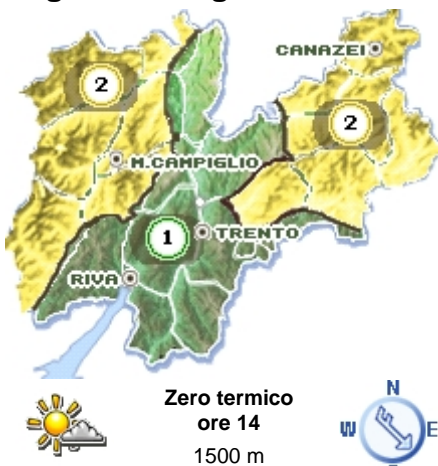 CANAZEI
2
2
M.CAMPIGLIO
1
TRENTO
RIVA
Zero termico
ore 14
1500 m
N
W E